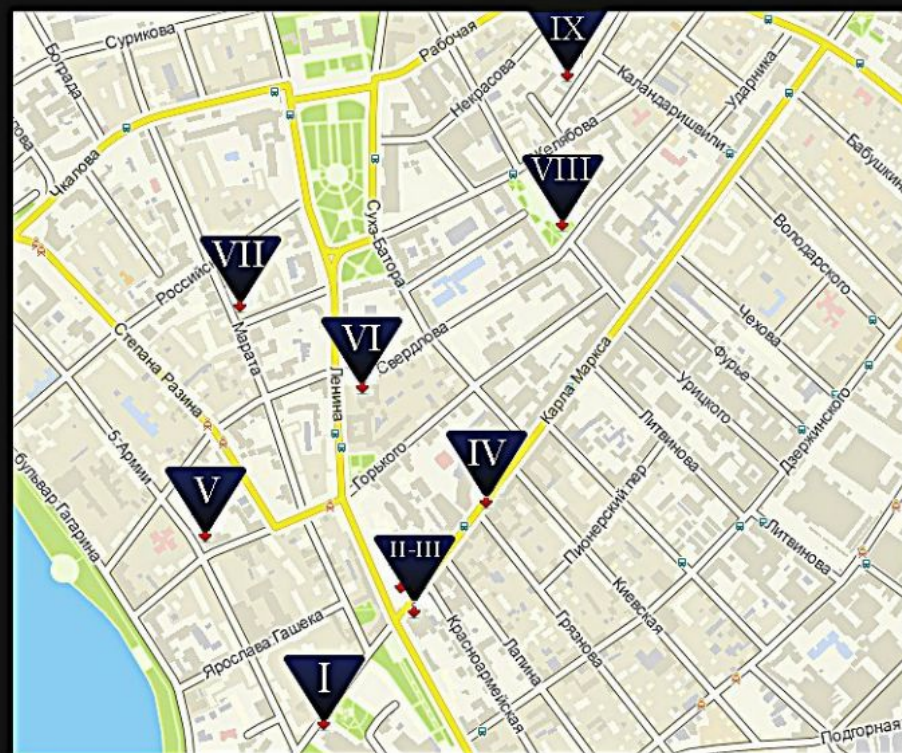 IX
Сурикова
Бограда
Рабочая
Некрасова
Каландаришвили
Ударника
Желябова
Бабушкин
Чкалова
VIII
Сухэ-Батора
Володарского
VII
Российс
Марата
Степана Разина
VI
Свердлова
Ленина
Чехова
Фурье
Урицкого
Карла Маркса
Литвинова
Дзержинского
5-Армии
бульвар Гагарина
V
Горького
IV
Пионерский пер
Литвинова
II-III
Киевская
Грязнова
Лапина
Красноармейская
Ярослава Гашека
I
Подгорная